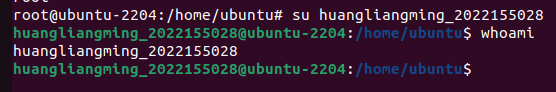 root@ubuntu-2204:/home/ubuntu# su huangliangming_2022155028
huangliangming_2022155028@ubuntu-2204:/home/ubuntu$ whoami
huangliangming_2022155028
huangliangming_2022155028@ubuntu-2204:/home/ubuntu$